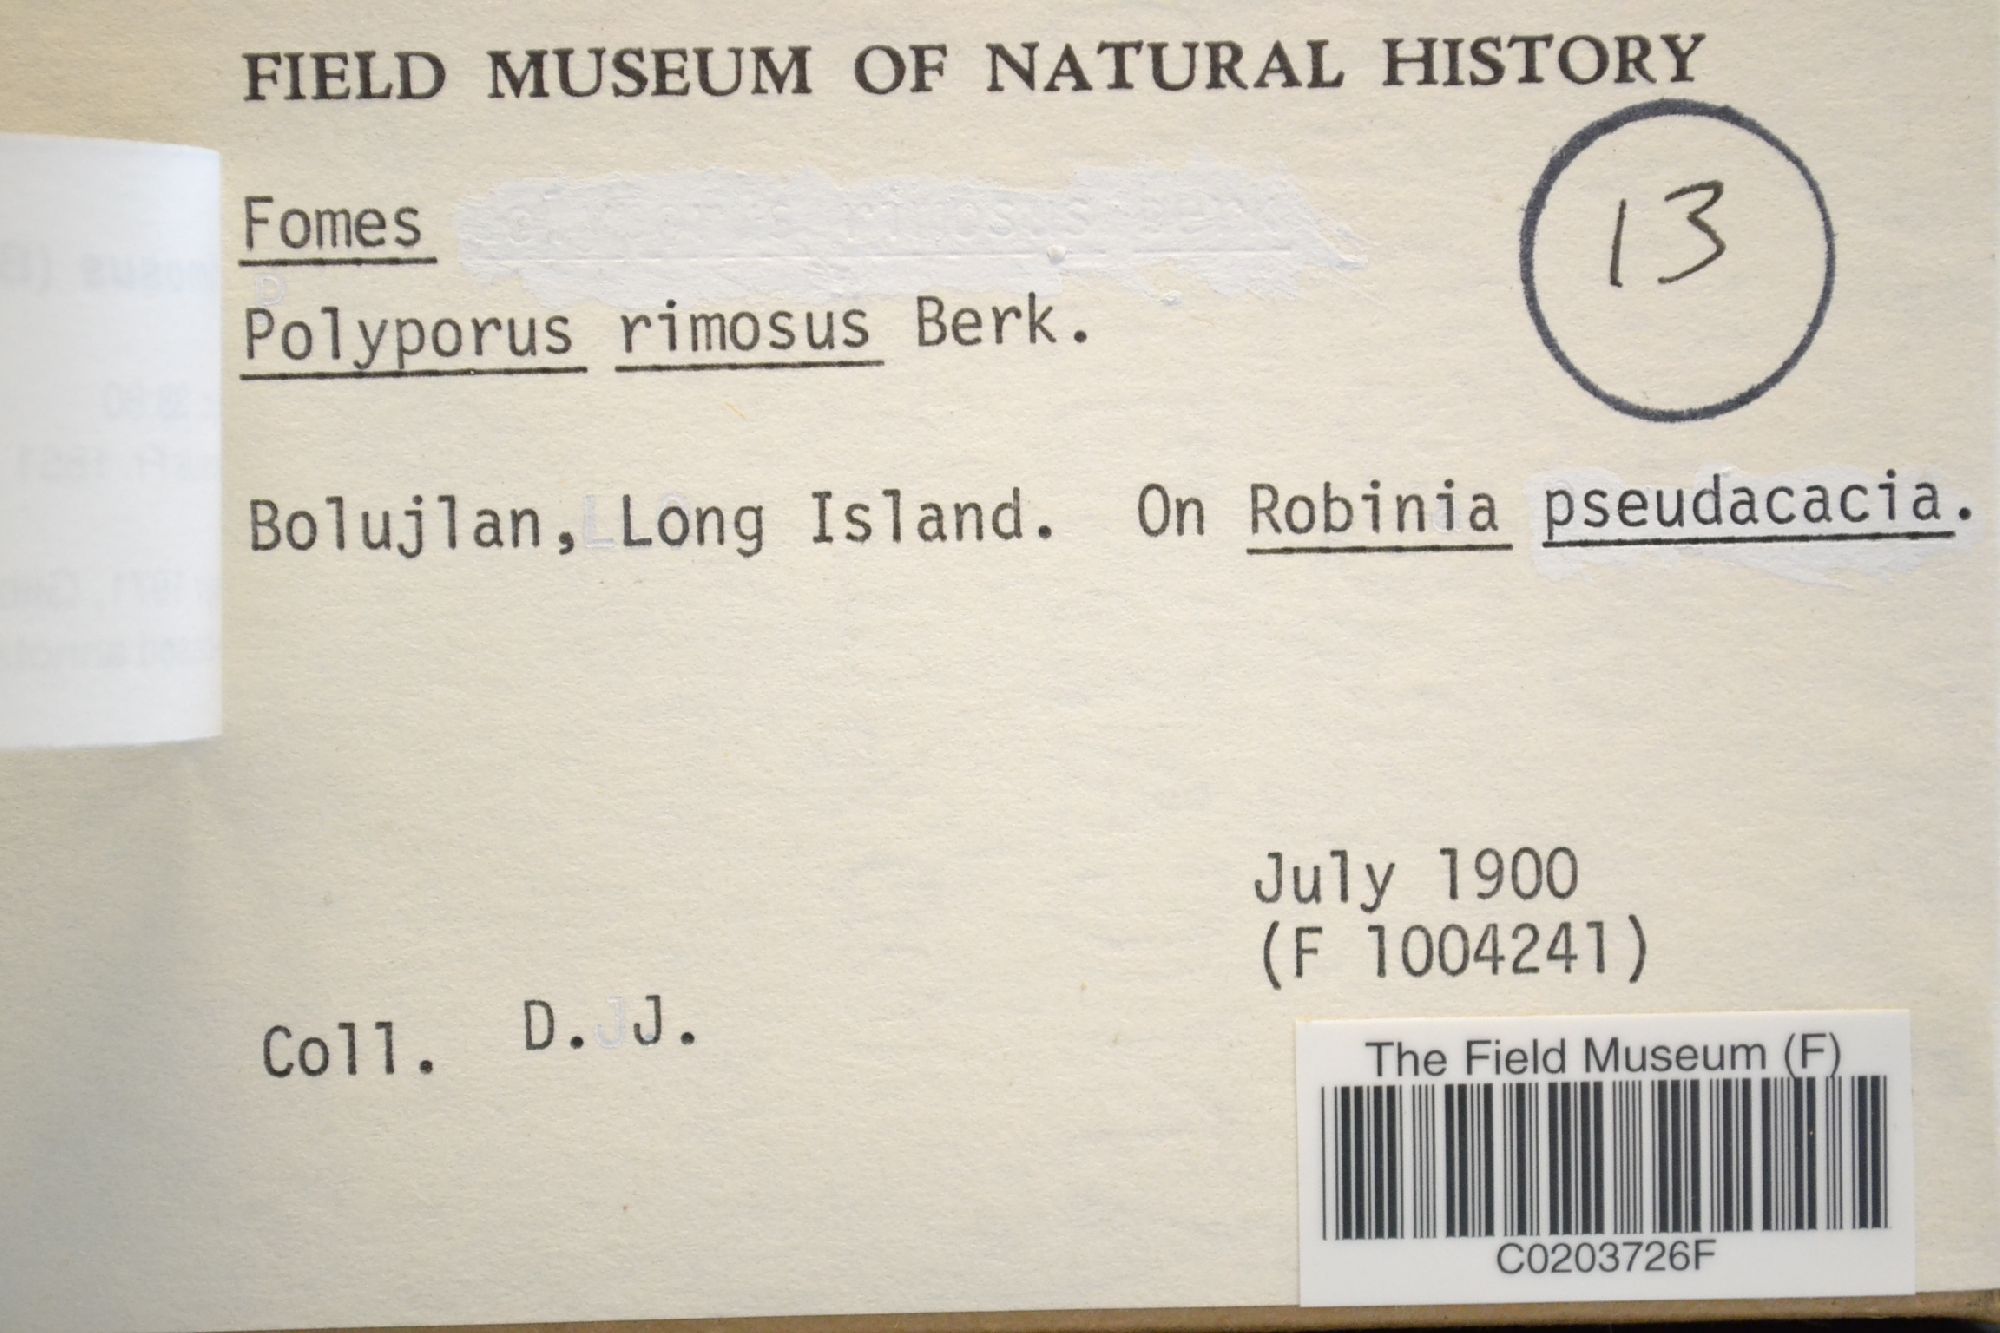 FIELD MUSEUM OF NATURAL HISTORY
13
Fomes
Polyporus rimosus Berk.
Bolujlan, Long Island. On Robinia pseudacacia.
July 1900
(F 1004241)
Coll. D. J.
The Field Museum (F)
C0203726F